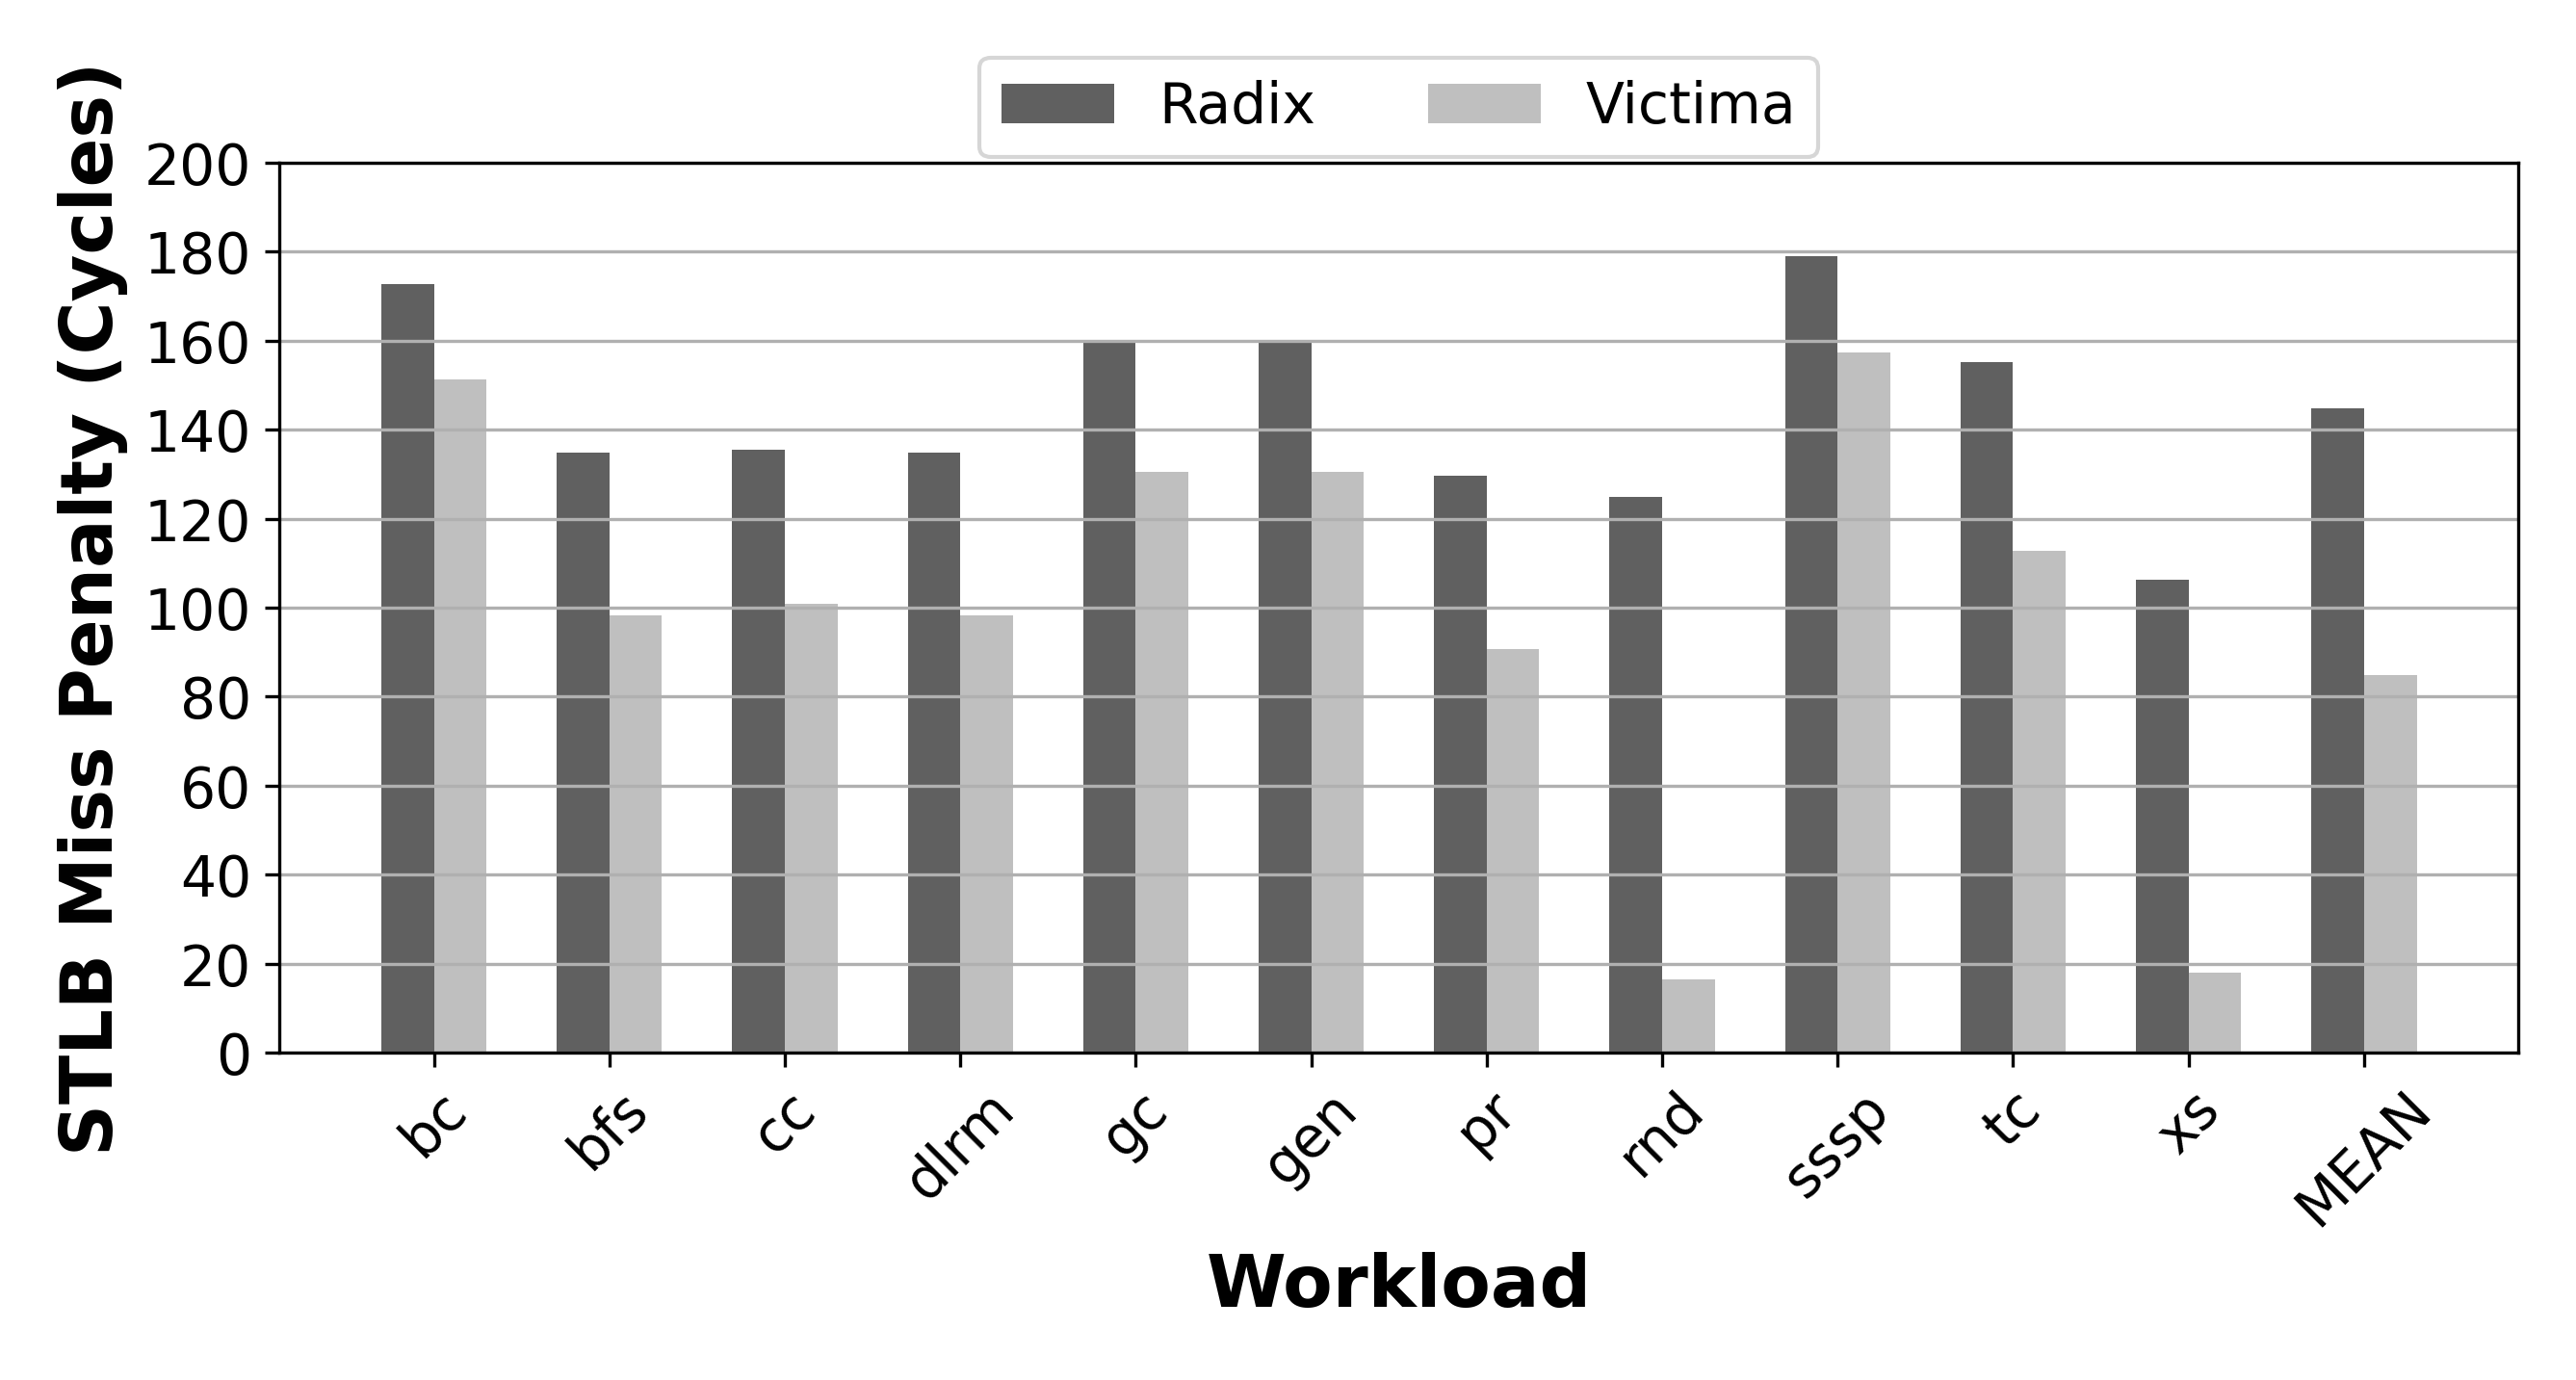 Radix Victima
STLB Miss Penalty (Cycles)
200
180
160
140
120
100
80
60
40
20
0
bc bfs cc dlrm gc gen pr rnd sssp tc xs MEAN
Workload